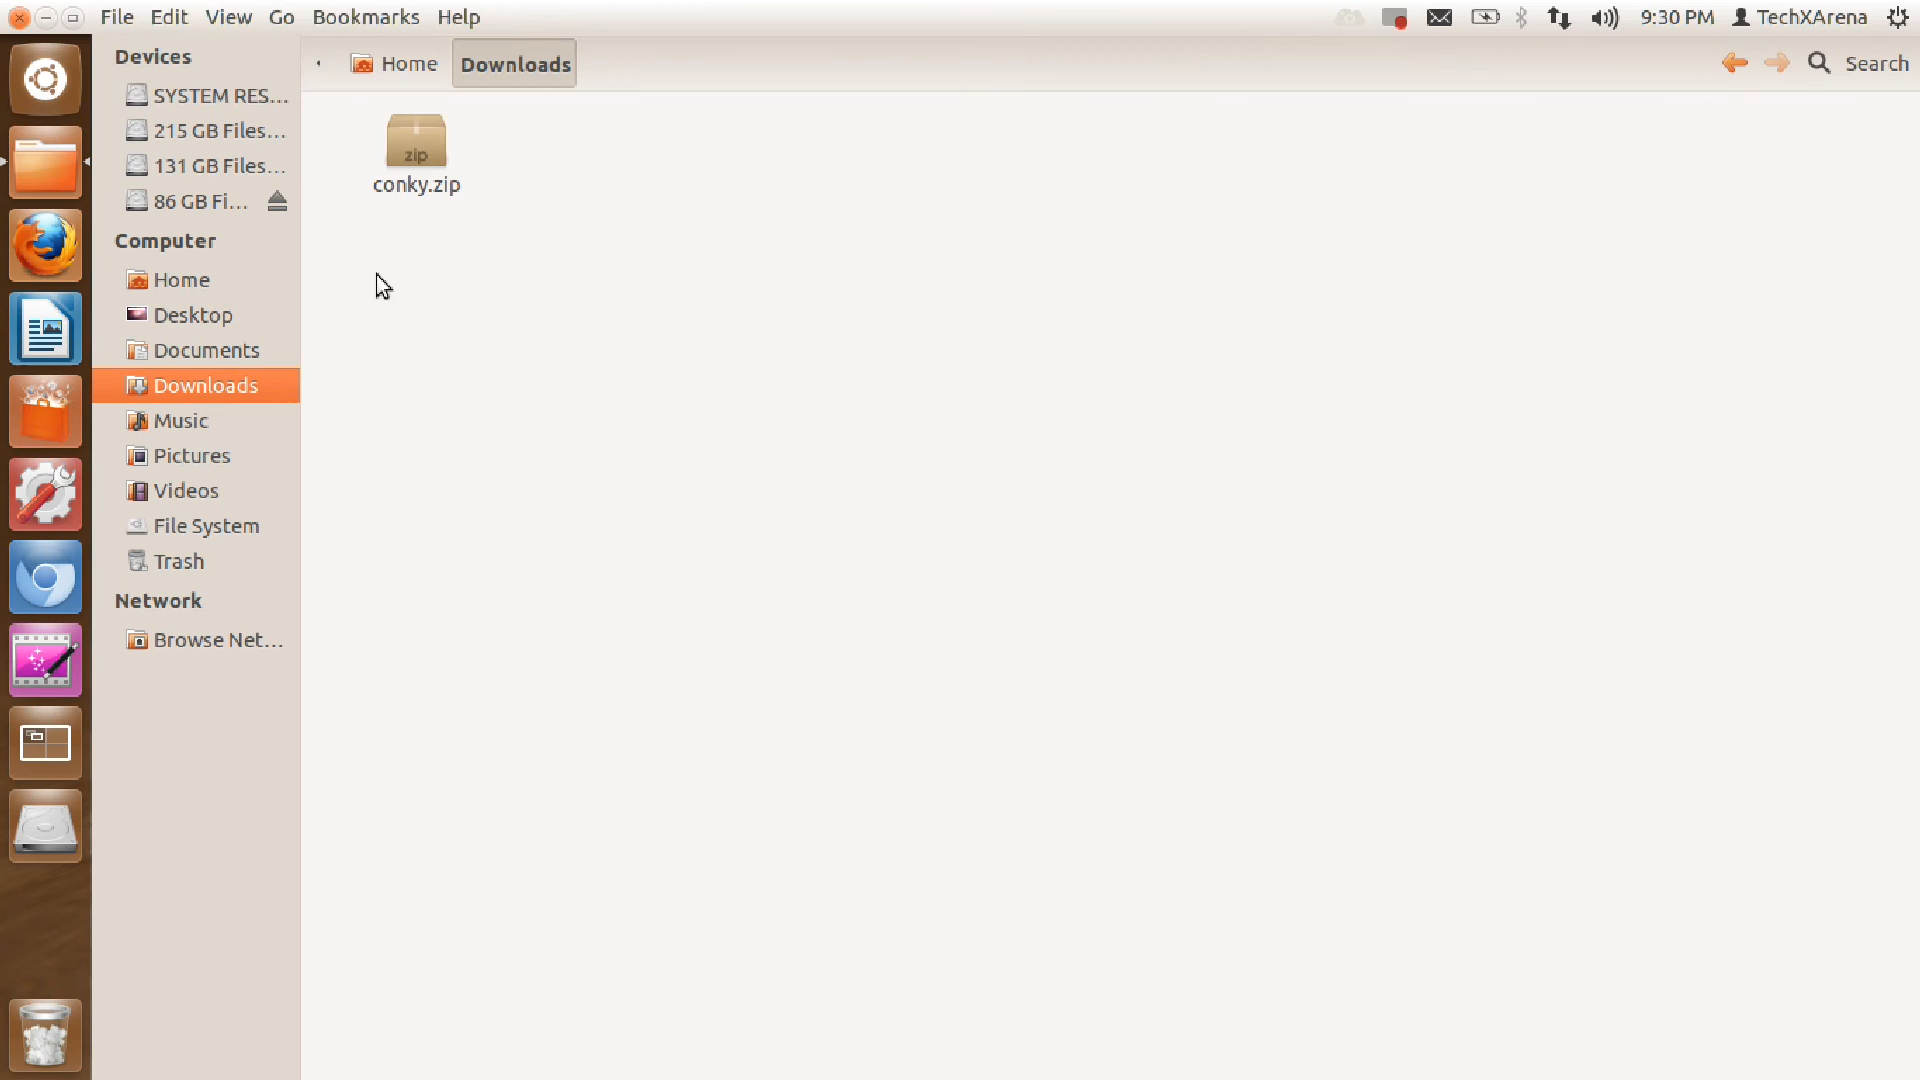 File Edit View Go Bookmarks Help 9:30 PM TechXArena
Devices
SYSTEM RES...
215 GB Files...
131 GB Files...
86 GB Fi...
Computer
Home
Desktop
Documents
Downloads
Music
Pictures
Videos
File System
Trash
Network
Browse Net...
Home Downloads Search
zip
conky.zip